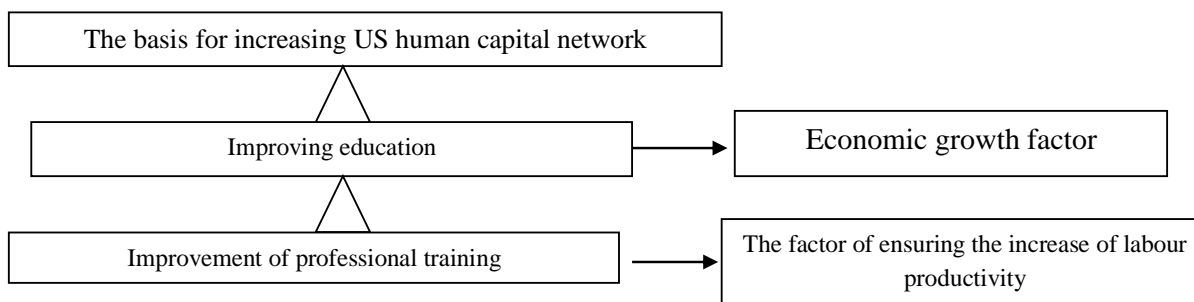 The basis for increasing US human capital network
Improving education
Economic growth factor
Improvement of professional training
The factor of ensuring the increase of labour
productivity